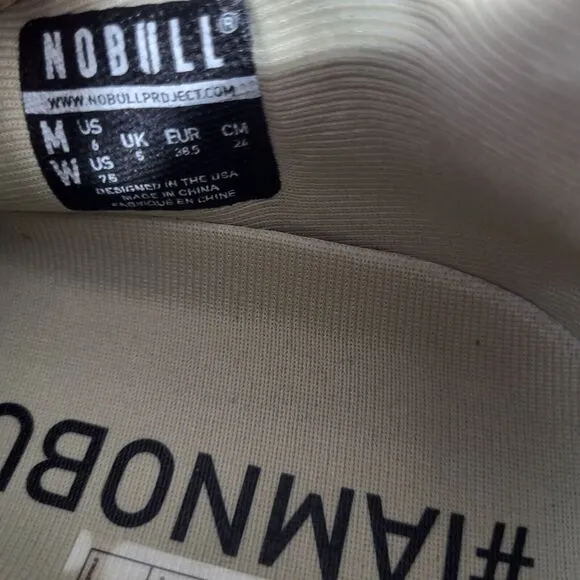 NOBULL®
WWW.NOBULLPROJECT.COM
M US 6 UK 5 EUR 38.5 CM 24
W US 7.5
DESIGNED IN THE USA
MADE IN CHINA
FABRIQUE EN CHINE
#IAMNOBU